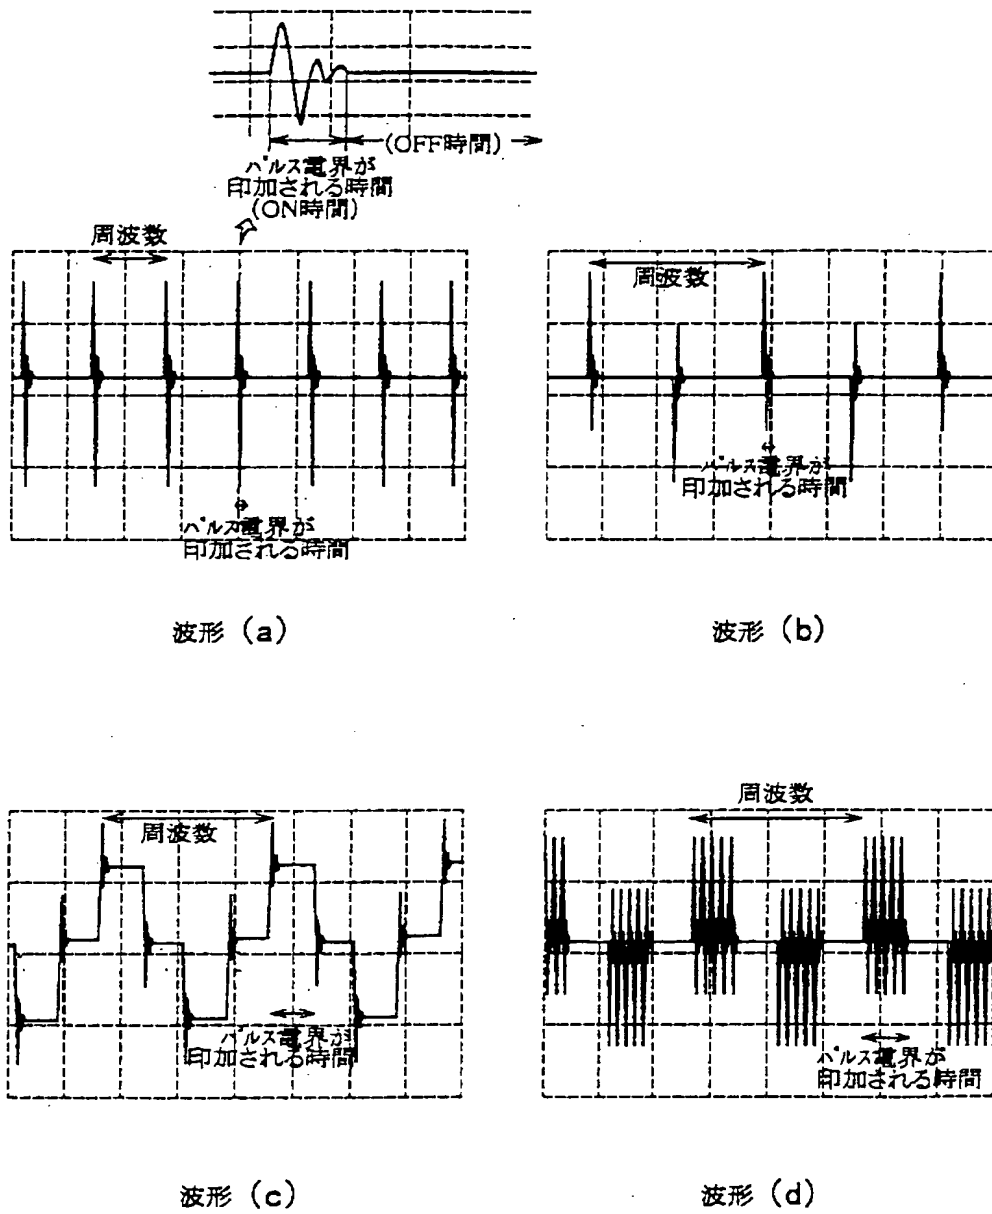 (OFF時間)
パルス電界が
印加される時間
(ON時間)
周波数
パルス電界が
印加される時間
波形 (a)
周波数
パルス電界が
印加される時間
波形 (b)
周波数
パルス電界が
印加される時間
波形 (c)
周波数
パルス電界が
印加される時間
波形 (d)